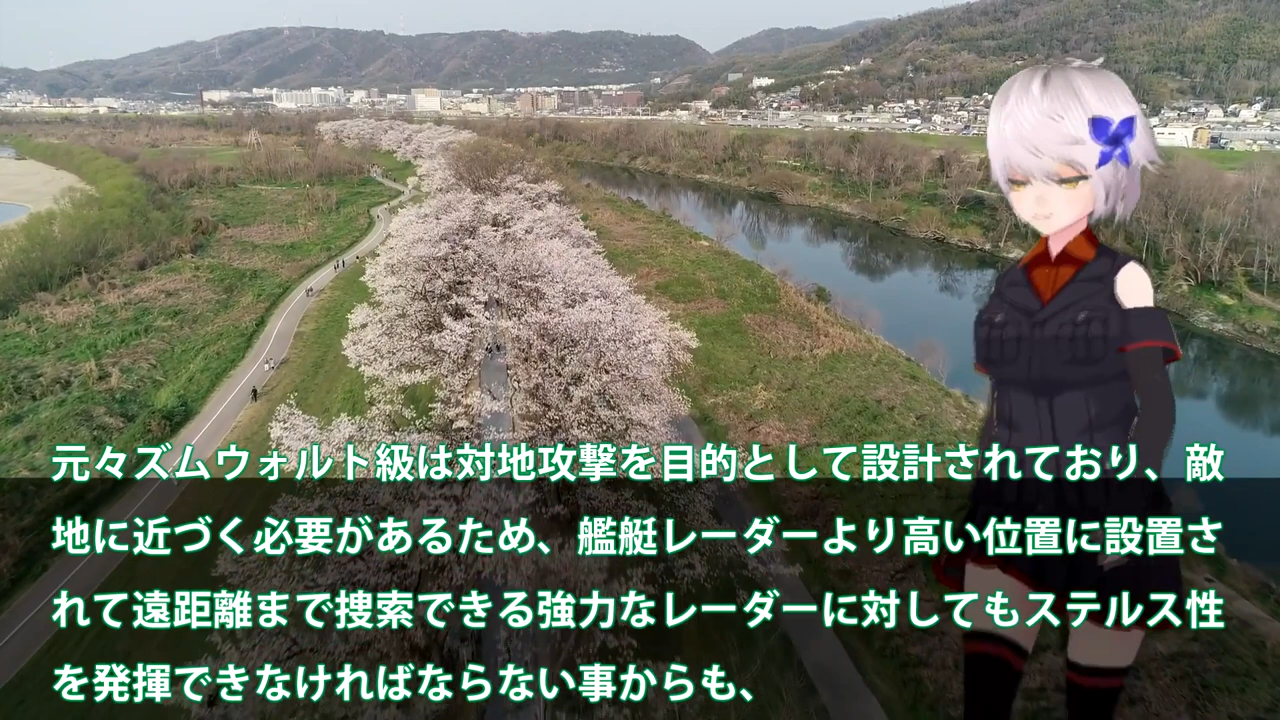 元々ズムウォルト級は対地攻撃を目的として設計されており、敵
地に近づく必要があるため、艦艇レーダーより高い位置に設置さ
れて遠距離まで捜索できる強力なレーダーに対してもステルス性
を発揮できなければならない事からも、